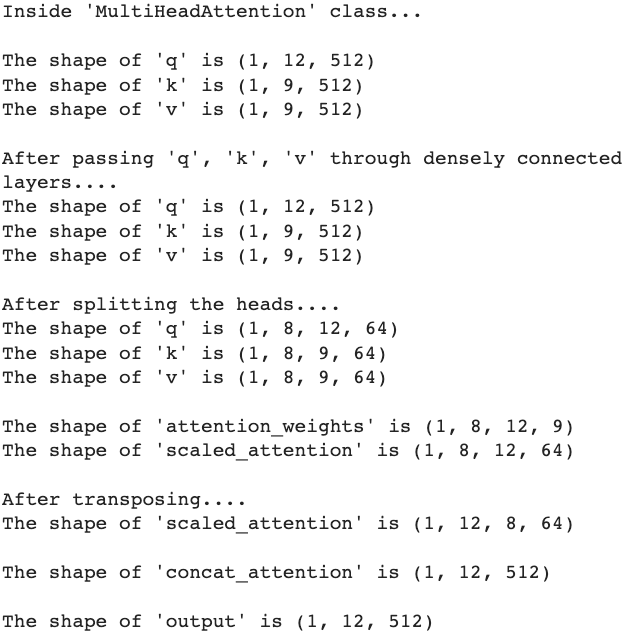 Inside 'MultiHeadAttention' class...
The shape of 'q' is (1, 12, 512)
The shape of 'k' is (1, 9, 512)
The shape of 'v' is (1, 9, 512)
After passing 'q', 'k', 'v' through densely connected
layers....
The shape of 'q' is (1, 12, 512)
The shape of 'k' is (1, 9, 512)
The shape of 'v' is (1, 9, 512)
After splitting the heads....
The shape of 'q' is (1, 8, 12, 64)
The shape of 'k' is (1, 8, 9, 64)
The shape of 'v' is (1, 8, 9, 64)
The shape of 'attention_weights' is (1, 8, 12, 9)
The shape of 'scaled_attention' is (1, 8, 12, 64)
After transposing....
The shape of 'scaled_attention' is (1, 12, 8, 64)
The shape of 'concat_attention' is (1, 12, 512)
The shape of 'output' is (1, 12, 512)